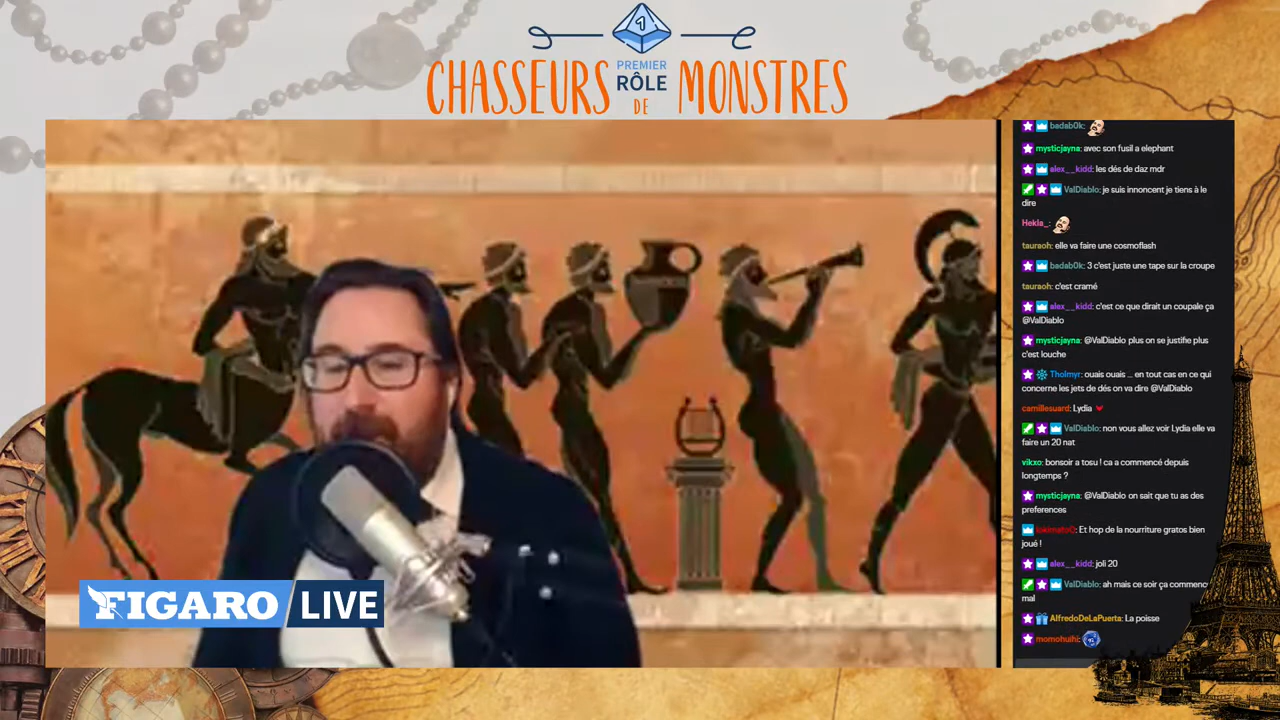 1
PREMIER
CHASSEURS RÔLE MONSTRES
DE
FIGARO LIVE
badab0k:
mysticjayna: avec son fusil a elephant
alex__kidd: les dés de daz mdr
ValDiablo: je suis innoncent je tiens à le
dire
Hekla_:
tauraoh: elle va faire une cosmoflash
badab0k: 3 c'est juste une tape sur la croupe
tauraoh: c'est cramé
alex__kidd: c'est ce que dirait un coupale ça
@ValDiablo
mysticjayna: @ValDiablo plus on se justifie plus
c'est louche
Tholmyr: ouais ouais ... en tout cas en ce qui
concerne les jets de dés on va dire @ValDiablo
camillesuard: Lydia
ValDiablo: non vous allez voir Lydia elle va
faire un 20 nat
vikxo: bonsoir a tosu ! ca a commencé depuis
longtemps ?
mysticjayna: @ValDiablo on sait que tu as des
preferences
Et hop de la nourriture gratos bien
joué !
alex__kidd: joli 20
ValDiablo: ah mais ce soir ça commenc
mal
AlfredoDeLaPuerta: La poisse
momohuihi: